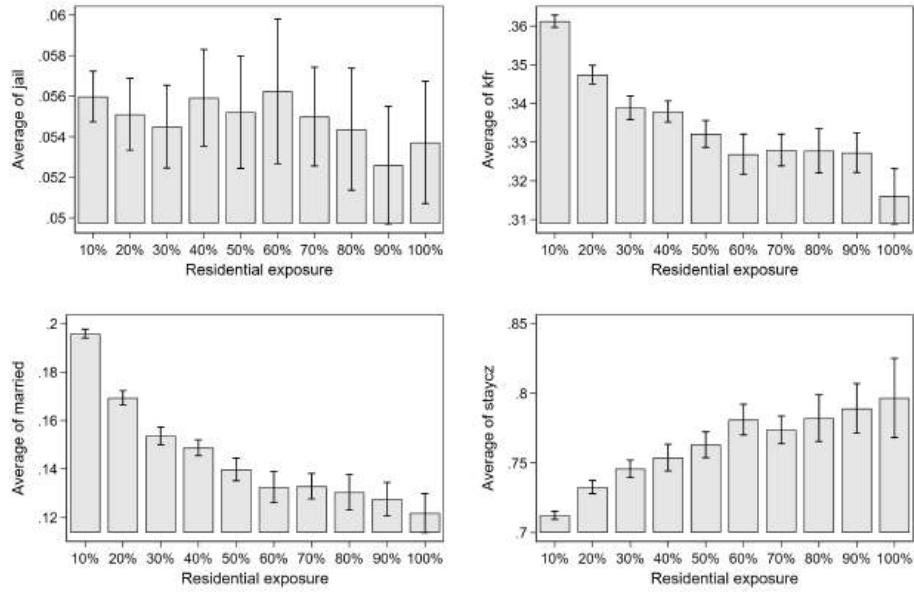 Average of jail
.06
.058
.056
.054
.052
.05
10% 20% 30% 40% 50% 60% 70% 80% 90% 100%
Residential exposure
Average of kfr
.36
.35
.34
.33
.32
.31
10% 20% 30% 40% 50% 60% 70% 80% 90% 100%
Residential exposure
Average of married
.2
.18
.16
.14
.12
10% 20% 30% 40% 50% 60% 70% 80% 90% 100%
Residential exposure
Average of staycz
.85
.8
.75
.7
10% 20% 30% 40% 50% 60% 70% 80% 90% 100%
Residential exposure